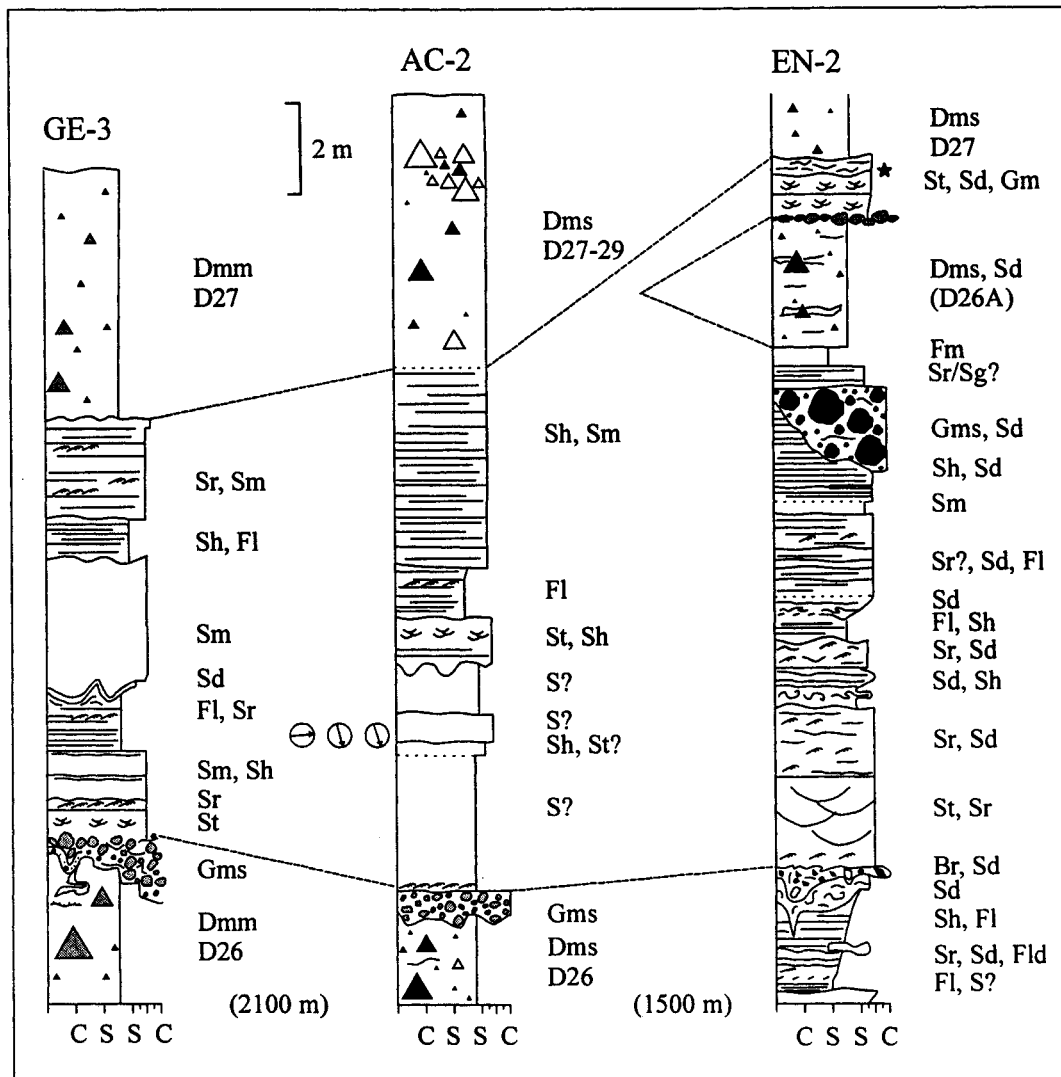 GE-3
Dmm
D27
Sr, Sm
Sh, Fl
Sm
Sd
Fl, Sr
Sm, Sh
Sr
St
Gms
Dmm
D26
C S S C
(2100 m)
2 m
AC-2
Dms
D27-29
Sh, Sm
Fl
St, Sh
S?
S?
Sh, St?
S?
Gms
Dms
D26
C S S C
(1500 m)
EN-2
Dms
D27
St, Sd, Gm
Dms, Sd
(D26A)
Fm
Sr/Sg?
Gms, Sd
Sh, Sd
Sm
Sr?, Sd, Fl
Sd
Fl, Sh
Sr, Sd
Sd, Sh
Sr, Sd
St, Sr
Br, Sd
Sd
Sh, Fl
Sr, Sd, Fld
Fl, S?
C S S C